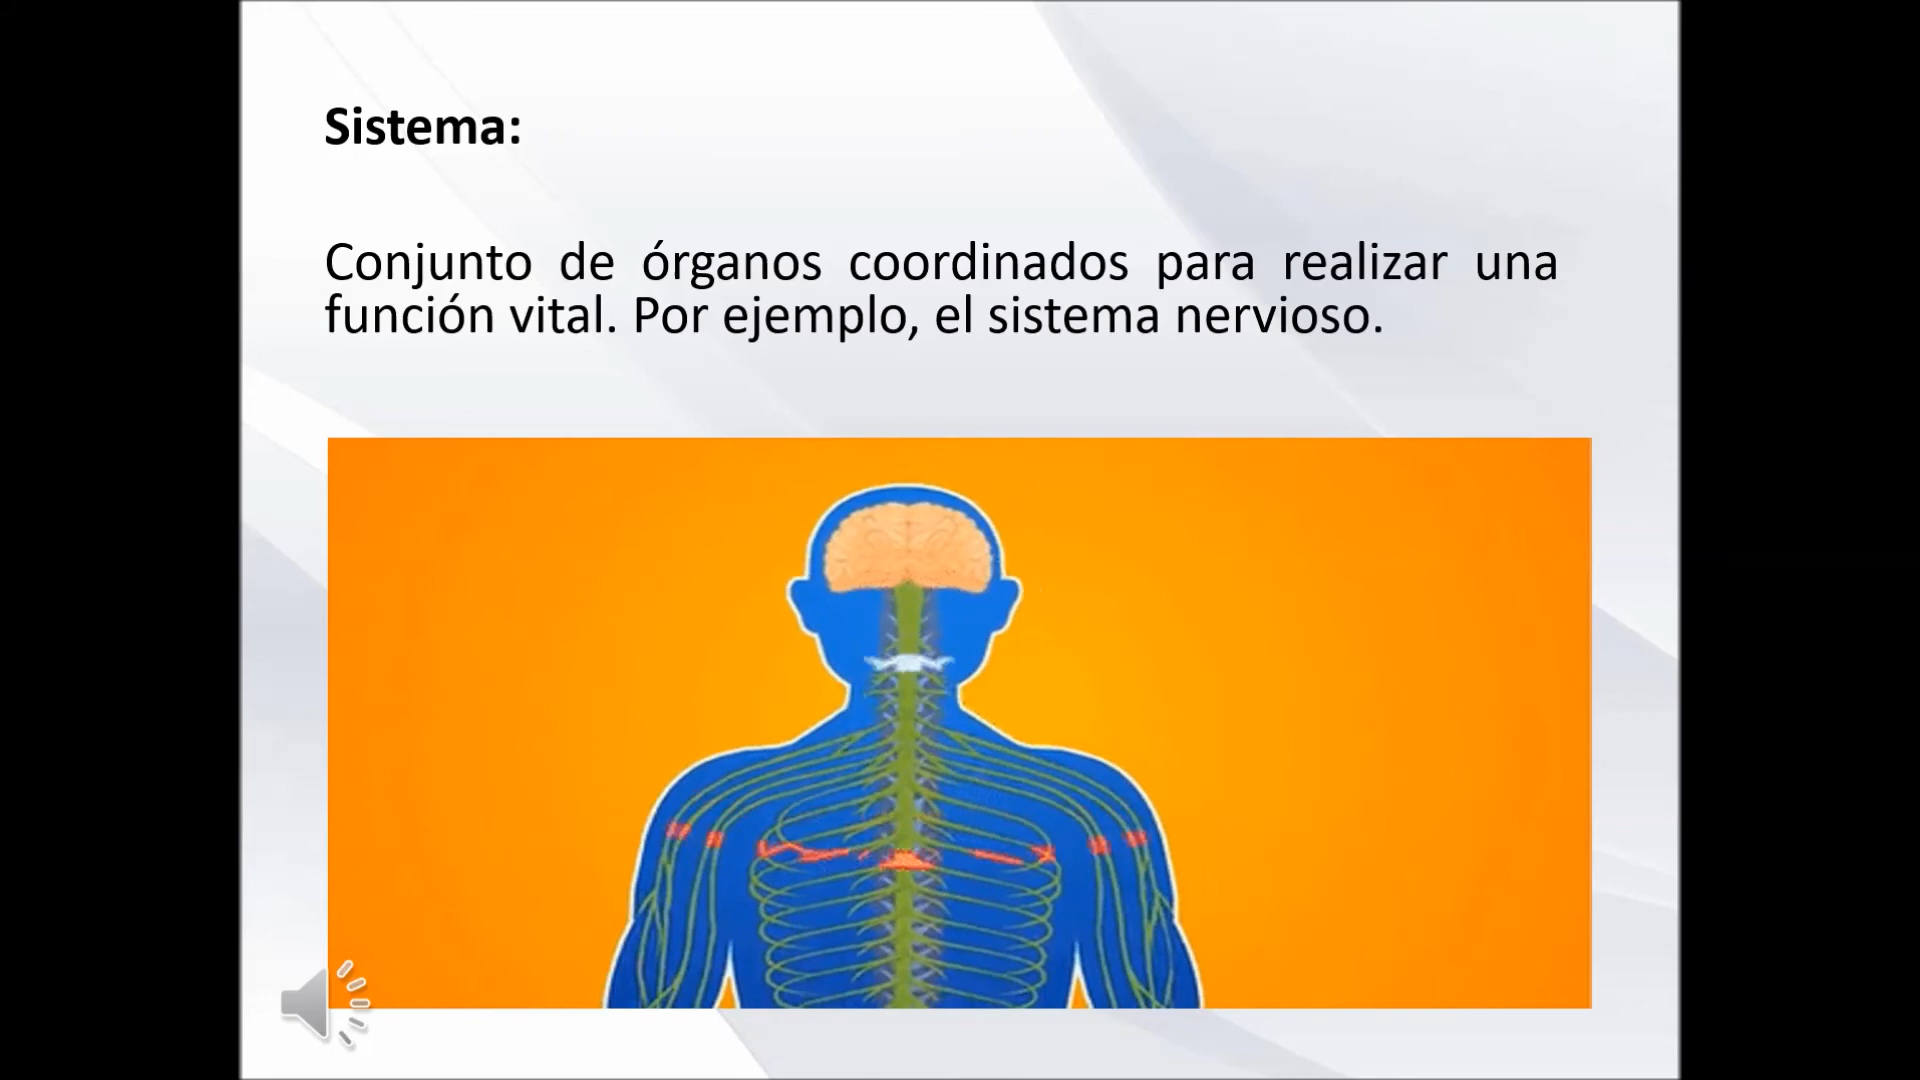 Sistema:
Conjunto de órganos coordinados para realizar una
función vital. Por ejemplo, el sistema nervioso.